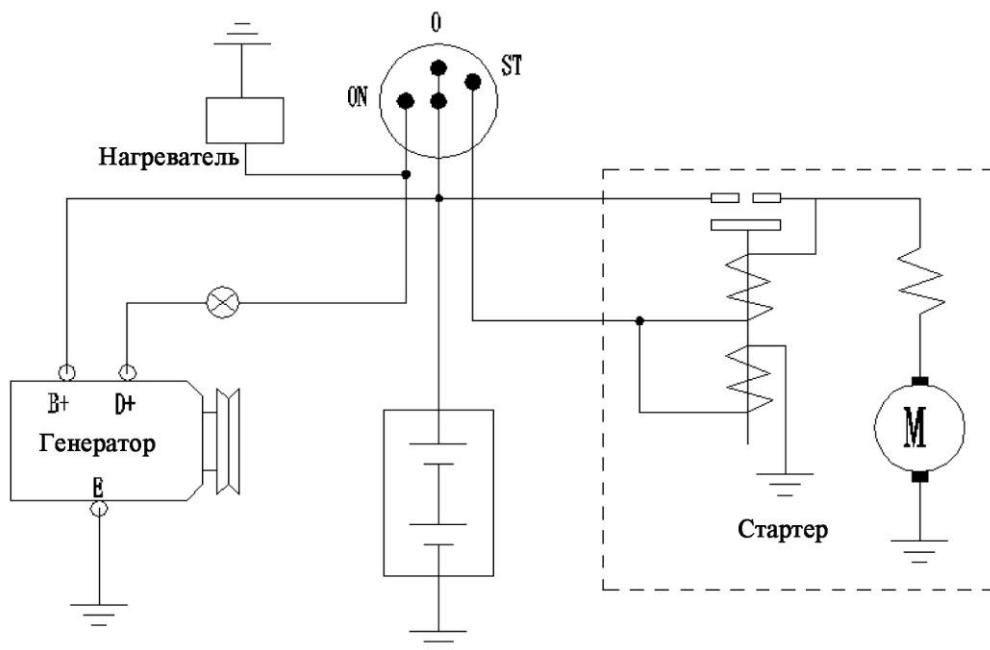 0
ST
ON
Нагреватель
B+ D+
Генератор
E
M
Стартер